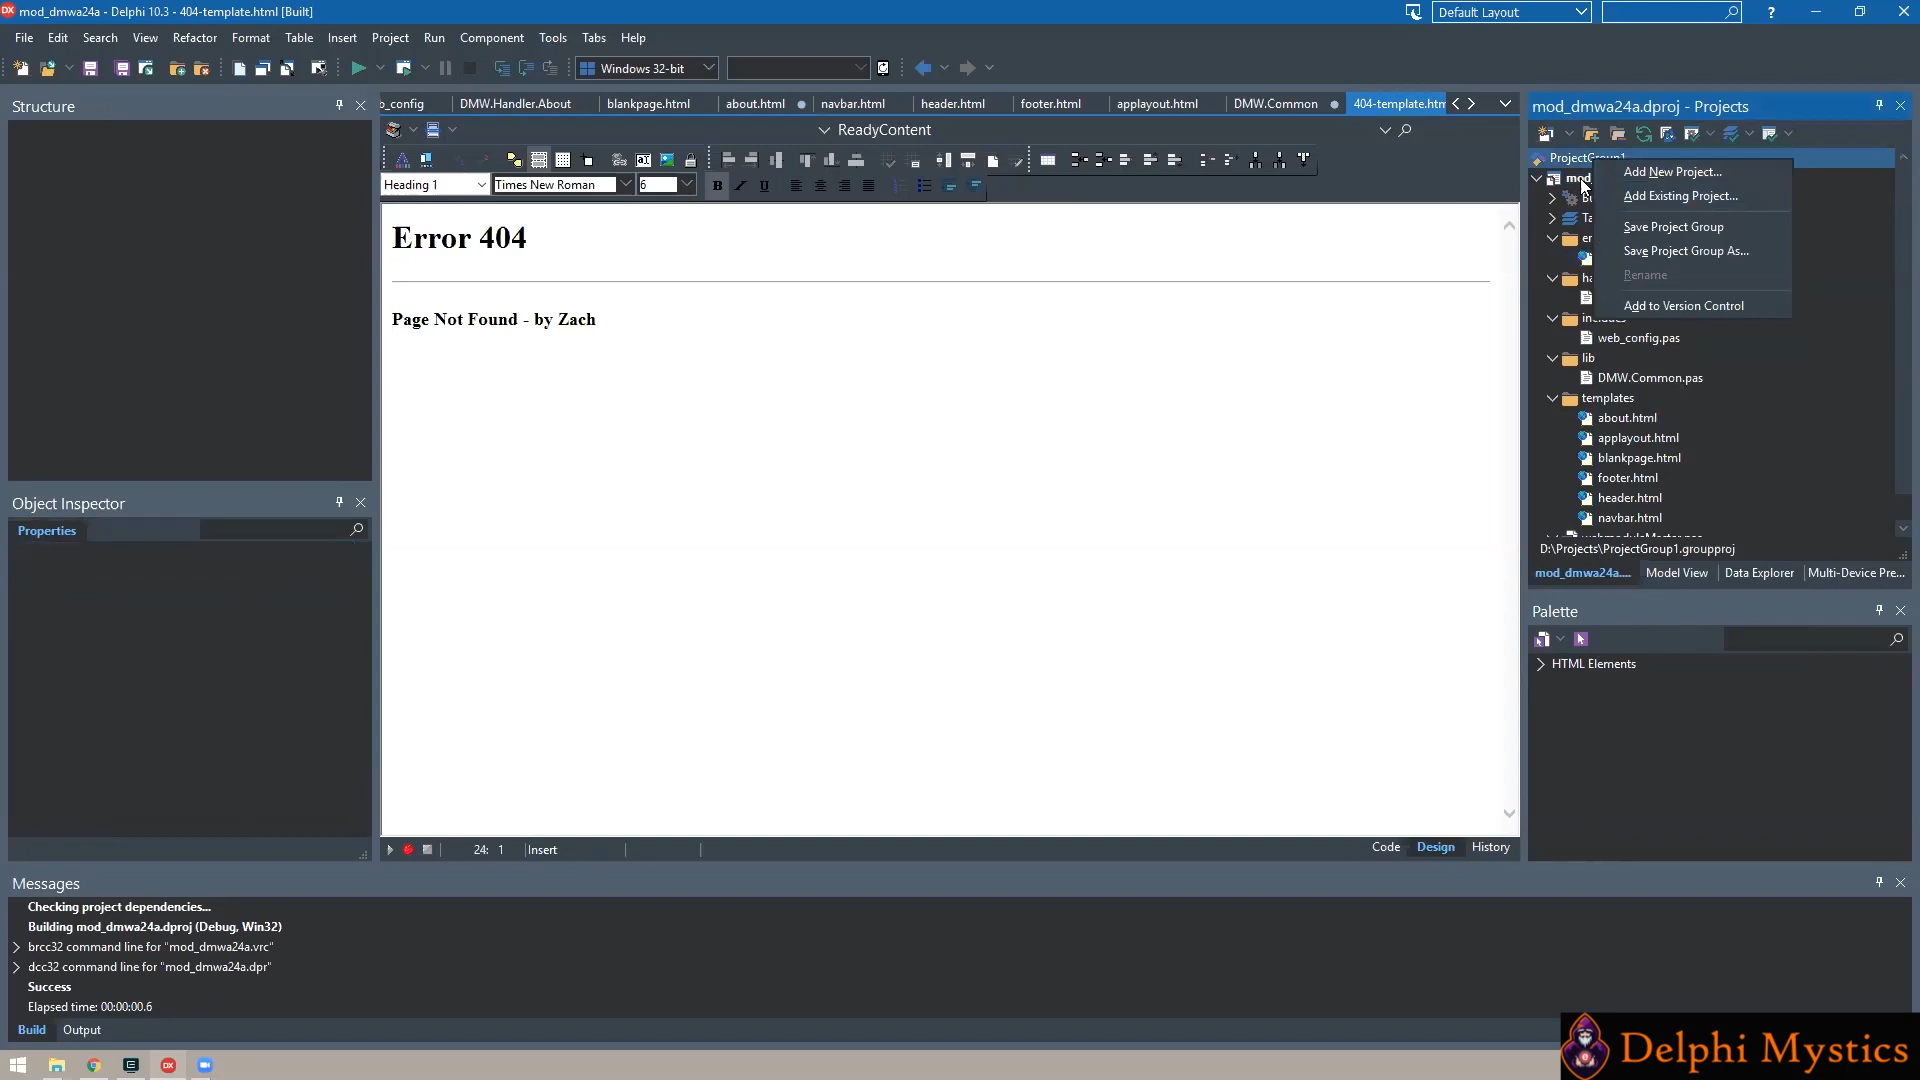 mod_dmwa24a - Delphi 10.3 - 404-template.html [Built]
Default Layout
?
File Edit Search View Refactor Format Table Insert Project Run Component Tools Tabs Help
Windows 32-bit
Structure
b_config DMW.Handler.About blankpage.html about.html navbar.html header.html footer.html applayout.html DMW.Common 404-template.htm
mod_dmwa24a.dproj - Projects
ReadyContent
Heading 1 Times New Roman 6 B I U
ProjectGroup1
mod_
Add New Project...
Add Existing Project...
Save Project Group
Save Project Group As...
Rename
Add to Version Control
Bu
Ta
er
ha
includes
web_config.pas
lib
DMW.Common.pas
templates
about.html
applayout.html
blankpage.html
footer.html
header.html
navbar.html
D:\Projects\ProjectGroup1.groupproj
mod_dmwa24a.... Model View Data Explorer Multi-Device Pre...
Error 404
Page Not Found - by Zach
Object Inspector
Properties
Palette
HTML Elements
24: 1 Insert
Code Design History
Messages
Checking project dependencies...
Building mod_dmwa24a.dproj (Debug, Win32)
brcc32 command line for "mod_dmwa24a.vrc"
dcc32 command line for "mod_dmwa24a.dpr"
Success
Elapsed time: 00:00:00.6
Build Output
Delphi Mystics